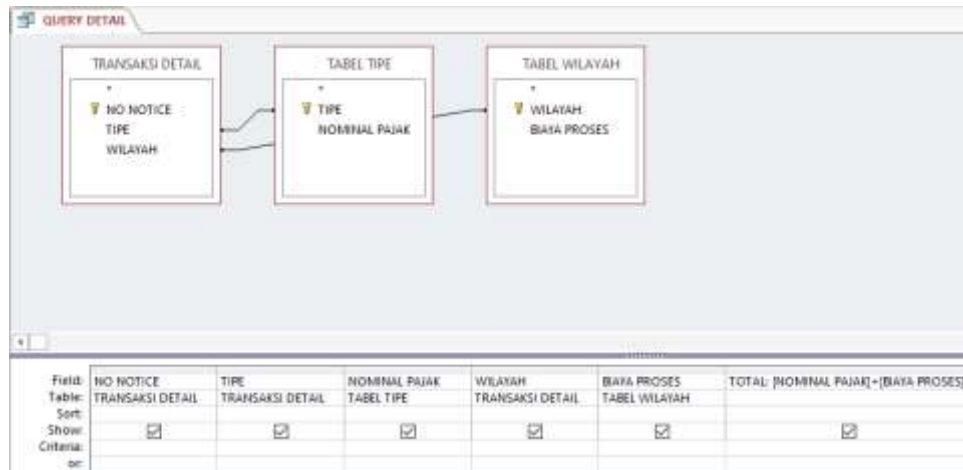 QUERY DETAIL
TRANSAKSI DETAIL
*
NO NOTICE
TIPE
WILAYAH
TABEL TIPE
*
TIPE
NOMINAL PAJAK
TABEL WILAYAH
*
WILAYAH
BIAYA PROSES
Field: NO NOTICE TIPE NOMINAL PAJAK WILAYAH BIAYA PROSES TOTAL: [NOMINAL PAJAK]+[BIAYA PROSES]
Table: TRANSAKSI DETAIL TRANSAKSI DETAIL TABEL TIPE TRANSAKSI DETAIL TABEL WILAYAH
Sort:
Show:
Criteria:
or: